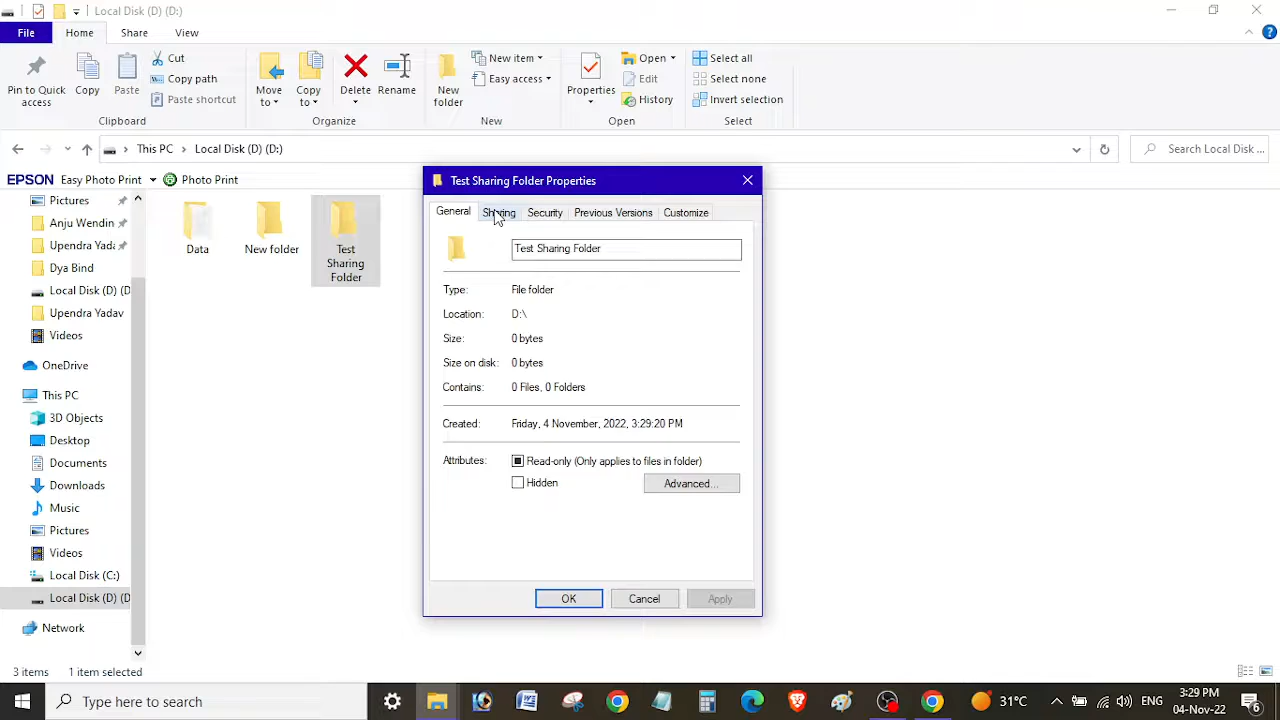 Local Disk (D) (D:)
File Home Share View
Pin to Quick access
Copy
Paste
Cut
Copy path
Paste shortcut
Clipboard
Move to
Copy to
Delete
Rename
Organize
New folder
New item
Easy access
New
Properties
Open
Edit
History
Open
Select all
Select none
Invert selection
Select
This PC Local Disk (D) (D:)
Search Local Disk ...
EPSON Easy Photo Print Photo Print
Pictures
Anju Wendin
Upendra Yada
Dya Bind
Local Disk (D) (D
Upendra Yadav
Videos
OneDrive
This PC
3D Objects
Desktop
Documents
Downloads
Music
Pictures
Videos
Local Disk (C:)
Local Disk (D) (D
Network
Data
New folder
Test
Sharing
Folder
Test Sharing Folder Properties
General Sharing Security Previous Versions Customize
Test Sharing Folder
Type: File folder
Location: D:\
Size: 0 bytes
Size on disk: 0 bytes
Contains: 0 Files, 0 Folders
Created: Friday, 4 November, 2022, 3:29:20 PM
Attributes: Read-only (Only applies to files in folder)
Hidden
Advanced...
OK Cancel Apply
3 items 1 item selected
Type here to search
31°C
ENG
3:29 PM
04-Nov-22
6